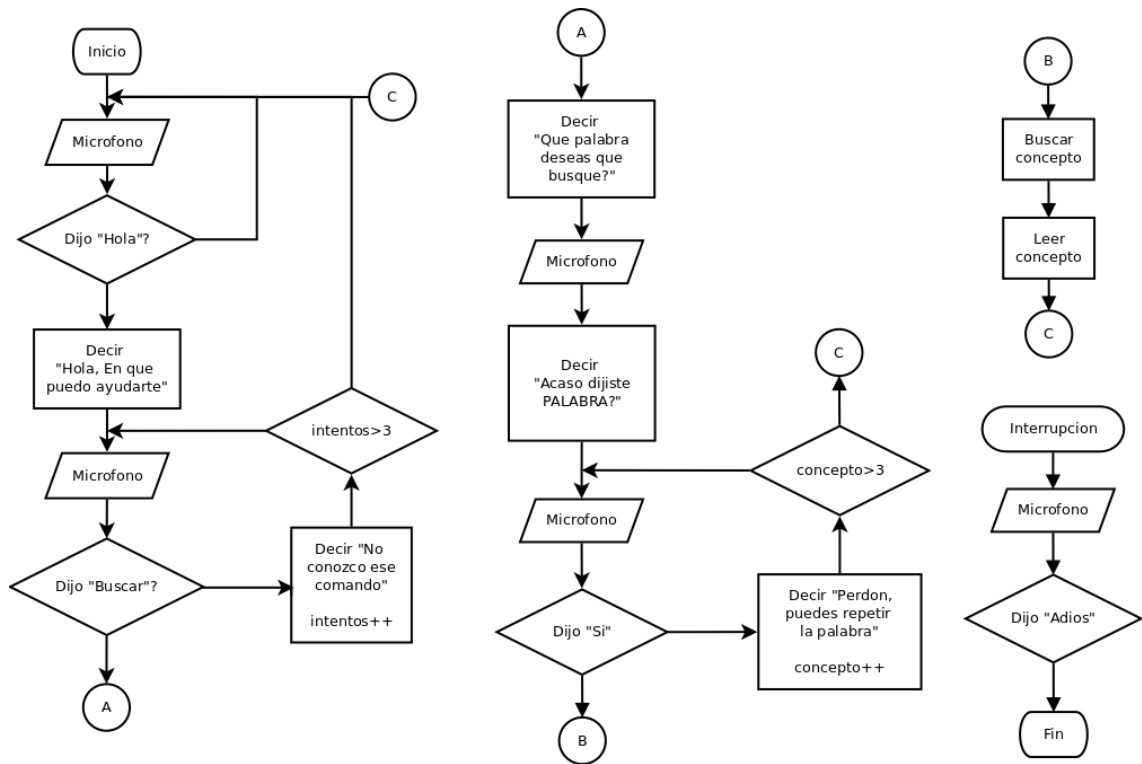 Inicio
C
Microfono
Dijo "Hola"?
Decir
"Hola, En que
puedo ayudarte"
intentos>3
Microfono
Dijo "Buscar"?
Decir "No
conozco ese
comando"
intentos++
A
A
Decir
"Que palabra
deseas que
busque?"
Microfono
Decir
"Acaso dijiste
PALABRA?"
C
concepto>3
Microfono
Dijo "Si"
Decir "Perdon,
puedes repetir
la palabra"
concepto++
B
B
Buscar
concepto
Leer
concepto
C
Interrupcion
Microfono
Dijo "Adios"
Fin